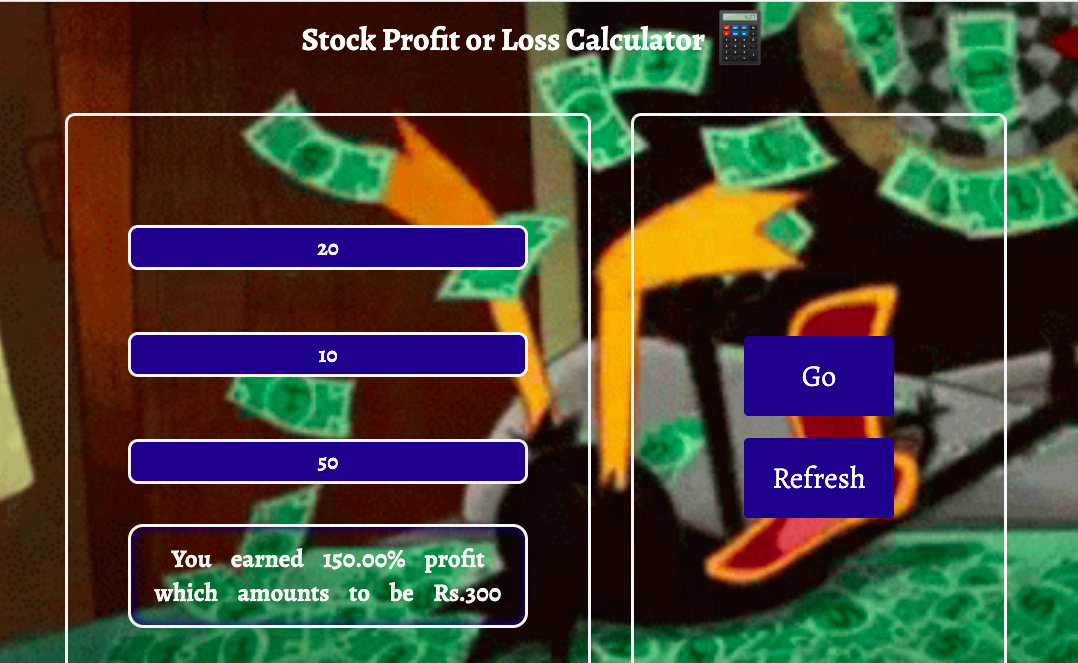 Stock Profit or Loss Calculator
20
10
50
You earned 150.00% profit
which amounts to be Rs.300
Go
Refresh